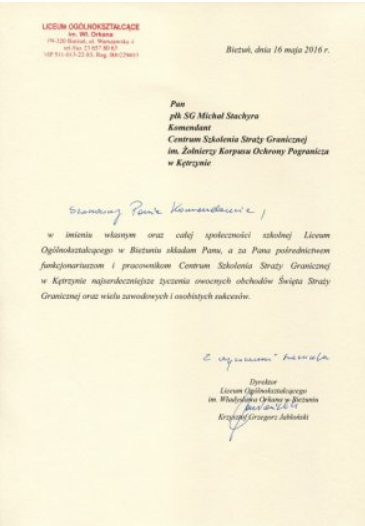 LICEUM OGÓLNOKSZTAŁCĄCE
im. Wł. Orkana
Bieżuń, dnia 16 maja 2016 r.
Pan
płk SG Michał Stachyra
Komendant
Centrum Szkolenia Straży Granicznej
im. Żołnierzy Korpusu Ochrony Pogranicza
w Kętrzynie
Szanowny Panie Komendancie,
w imieniu własnym oraz całej społeczności szkolnej Liceum
Ogólnokształcącego w Bieżuniu składam Panu, a za Pana pośrednictwem
funkcjonariuszom i pracownikom Centrum Szkolenia Straży Granicznej
w Kętrzynie najserdeczniejsze życzenia owocnych obchodów Święta Straży
Granicznej oraz wielu zawodowych i osobistych sukcesów.
Z wyrazami szacunku
Dyrektor
Liceum Ogólnokształcącego
im. Władysława Orkana w Bieżuniu
Krzysztof Grzegorz Jabłoński